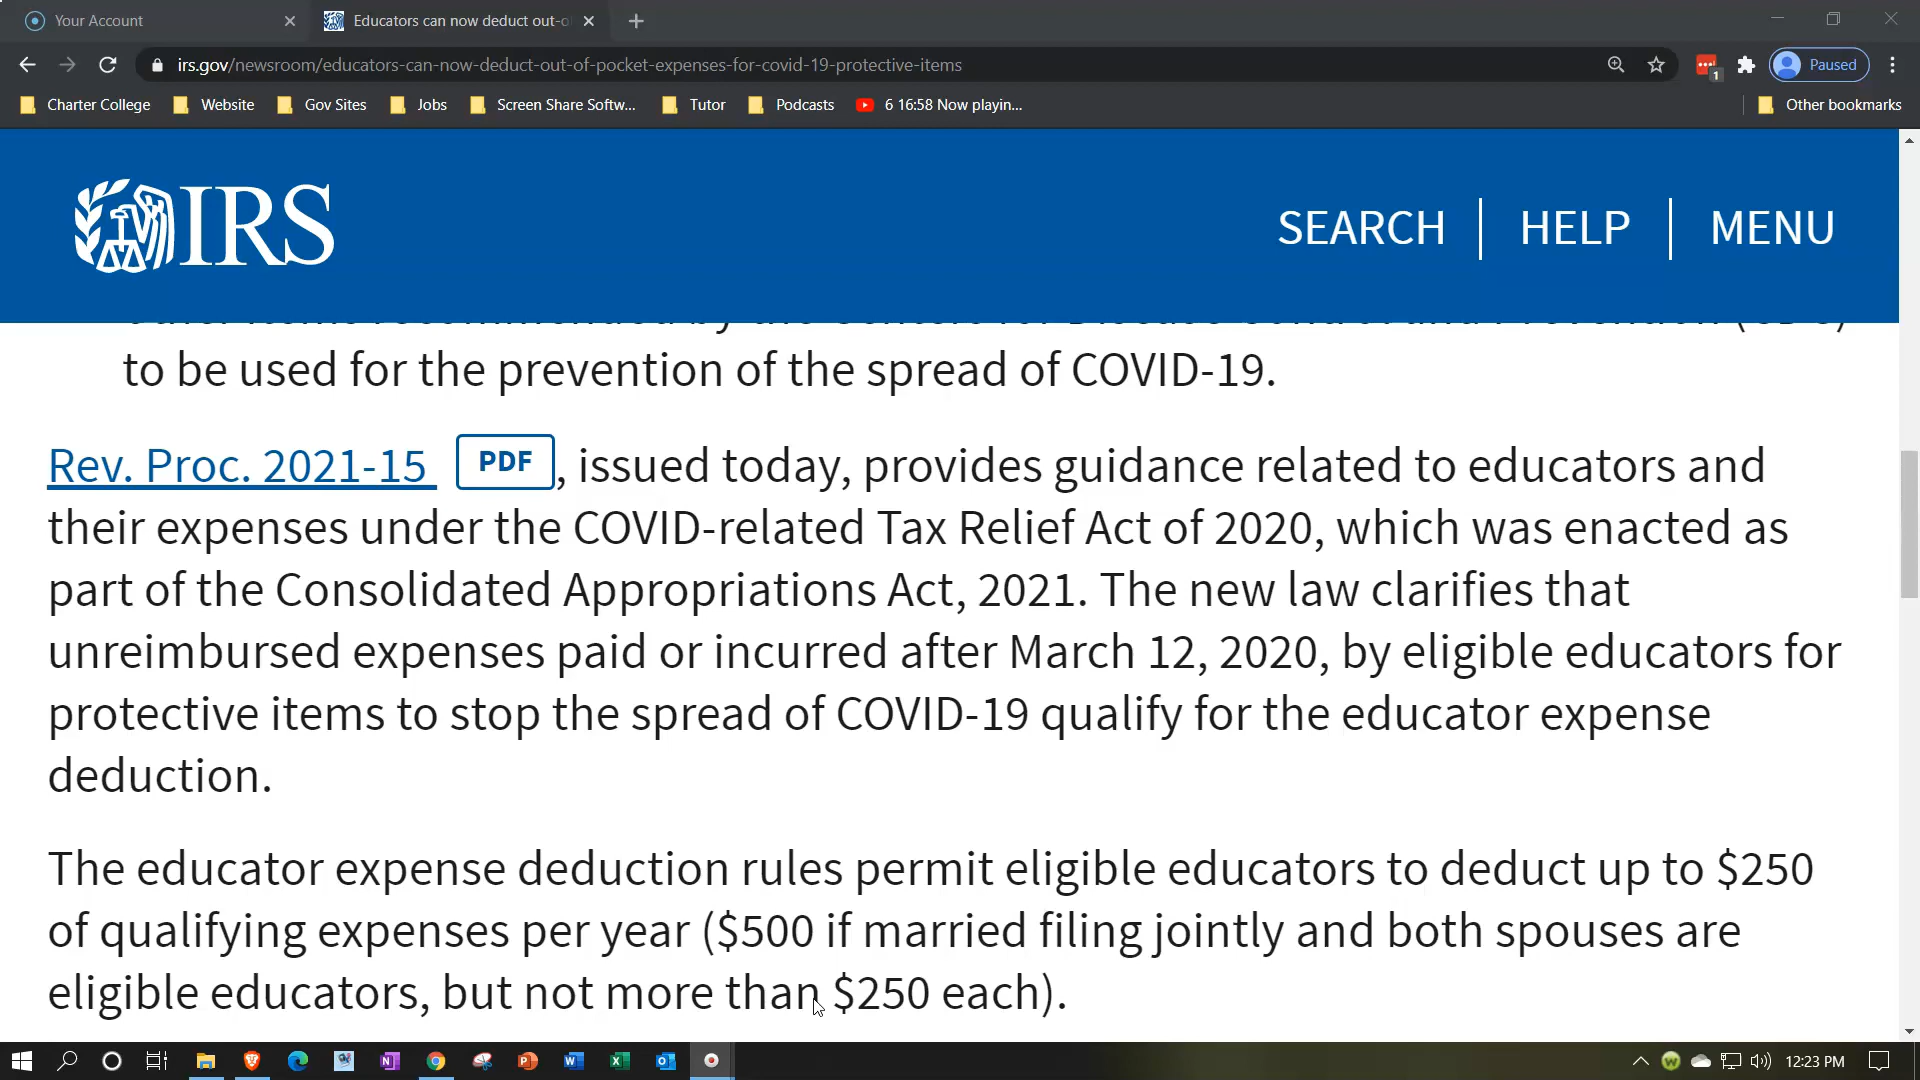 Your Account
Educators can now deduct out-o
irs.gov/newsroom/educators-can-now-deduct-out-of-pocket-expenses-for-covid-19-protective-items
1
Paused
Charter College
Website
Gov Sites
Jobs
Screen Share Softw...
Tutor
Podcasts
6 16:58 Now playin...
Other bookmarks
IRS
SEARCH
HELP
MENU
to be used for the prevention of the spread of COVID-19.
Rev. Proc. 2021-15 PDF, issued today, provides guidance related to educators and
their expenses under the COVID-related Tax Relief Act of 2020, which was enacted as
part of the Consolidated Appropriations Act, 2021. The new law clarifies that
unreimbursed expenses paid or incurred after March 12, 2020, by eligible educators for
protective items to stop the spread of COVID-19 qualify for the educator expense
deduction.
The educator expense deduction rules permit eligible educators to deduct up to $250
of qualifying expenses per year ($500 if married filing jointly and both spouses are
eligible educators, but not more than $250 each).
12:23 PM